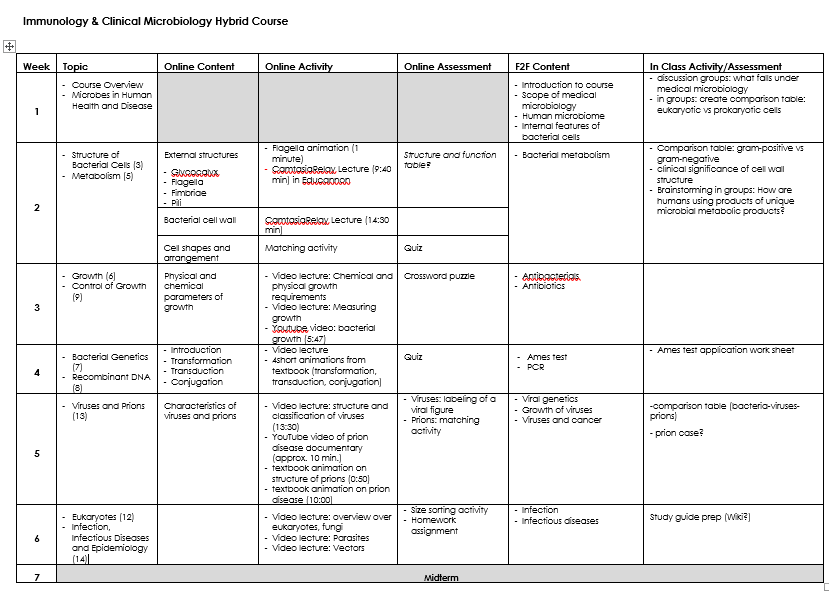 Immunology & Clinical Microbiology Hybrid Course
Week Topic Online Content Online Activity Online Assessment F2F Content In Class Activity/Assessment
1
- Course Overview
- Microbes in Human
Health and Disease
- Introduction to course
- Scope of medical
microbiology
- Human microbiome
- Internal features of
bacterial cells
- discussion groups: what falls under
medical microbiology
- in groups: create comparison table:
eukaryotic vs prokaryotic cells
2
- Structure of
Bacterial Cells (3)
- Metabolism (5)
External structures
- Glycocalyx
- Flagella
- Fimbriae
- Pili
- Flagella animation (1
minute)
- CamtasiaRelay Lecture (9:40
min) in Educannon
Structure and function
table?
- Bacterial metabolism
- Comparison table: gram-positive vs
gram-negative
- clinical significance of cell wall
structure
- Brainstorming in groups: How are
humans using products of unique
microbial metabolic products?
Bacterial cell wall
CamtasiaRelay Lecture (14:30
min)
Cell shapes and
arrangement
Matching activity
Quiz
3
- Growth (6)
- Control of Growth
(9)
Physical and
chemical
parameters of
growth
- Video lecture: Chemical and
physical growth
requirements
- Video lecture: Measuring
growth
- Youtube video: bacterial
growth (5:47)
Crossword puzzle
- Antibacterials
- Antibiotics
4
- Bacterial Genetics
(7)
- Recombinant DNA
(8)
- Introduction
- Transformation
- Transduction
- Conjugation
- Video lecture
- 4short animations from
textbook (transformation,
transduction, conjugation)
Quiz
- Ames test
- PCR
- Ames test application work sheet
5
- Viruses and Prions
(13)
Characteristics of
viruses and prions
- Video lecture: structure and
classification of viruses
(13:30)
- YouTube video of prion
disease documentary
(approx. 10 min.)
- textbook animation on
structure of prions (0:50)
- textbook animation on prion
disease (10:00)
- Viruses: labeling of a
viral figure
- Prions: matching
activity
- Viral genetics
- Growth of viruses
- Viruses and cancer
-comparison table (bacteria-viruses-
prions)
- prion case?
6
- Eukaryotes (12)
- Infection,
Infectious Diseases
and Epidemiology
(14)
- Video lecture: overview over
eukaryotes, fungi
- Video lecture: Parasites
- Video lecture: Vectors
- Size sorting activity
- Homework
assignment
- Infection
- Infectious diseases
Study guide prep (Wiki?)
7 Midterm